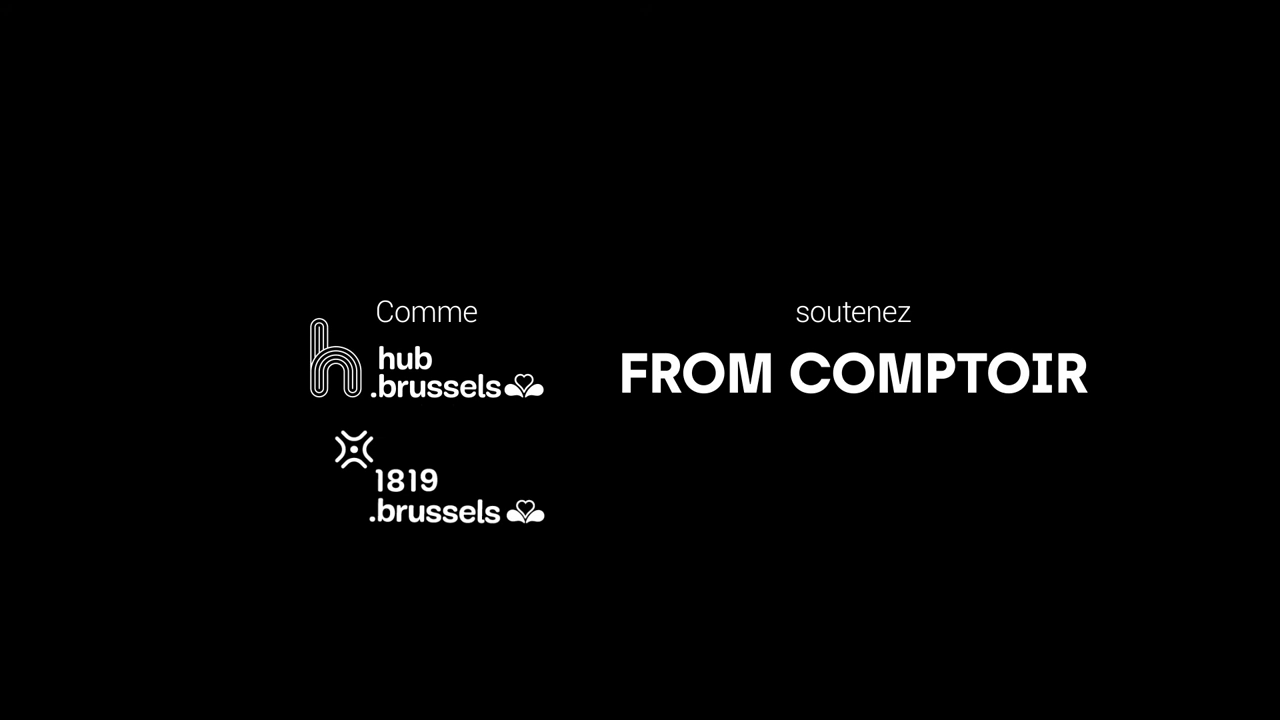 Comme
hub
.brussels
1819
.brussels
soutenez
FROM COMPTOIR